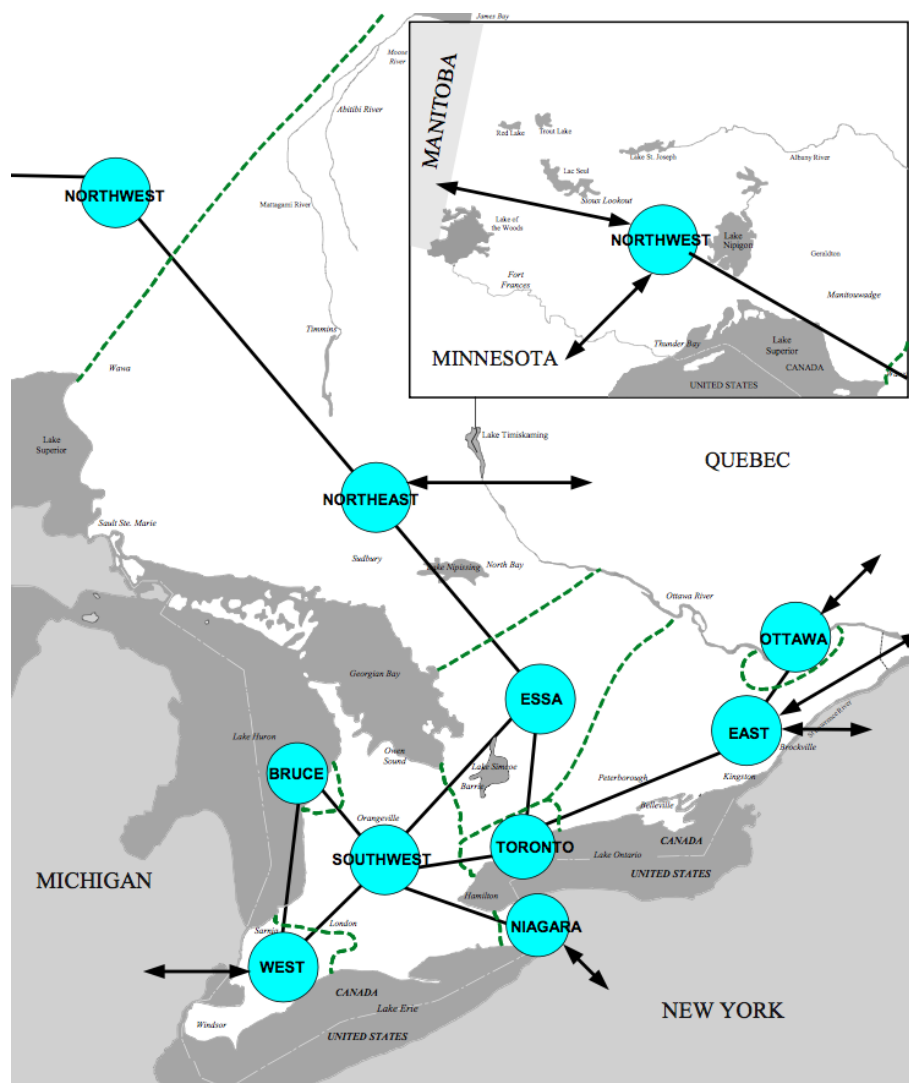 James Bay
Moose
River
Abitibi River
Mattagami River
NORTHWEST
Timmins
Wawa
Lake
Superior
MANITOBA
Red Lake
Trout Lake
Lac Seul
Lake St. Joseph
Albany River
Sioux Lookout
Lake of
the Woods
NORTHWEST
Lake
Nipigon
Geraldton
Fort
Frances
Manitouwadge
Thunder Bay
Lake
Superior
MINNESOTA
CANADA
UNITED STATES
Lake Timiskaming
QUEBEC
NORTHEAST
Sault Ste. Marie
Sudbury
Lake Nipissing
North Bay
Ottawa River
OTTAWA
Georgian Bay
ESSA
EAST
Brockville
Lake Huron
Owen
Sound
Lake Simcoe
Barrie
BRUCE
Peterborough
Kingston
Belleville
Orangeville
SOUTHWEST
TORONTO
Lake Ontario
CANADA
UNITED STATES
MICHIGAN
Hamilton
NIAGARA
London
Sarnia
WEST
CANADA
Lake Erie
NEW YORK
Windsor
UNITED STATES